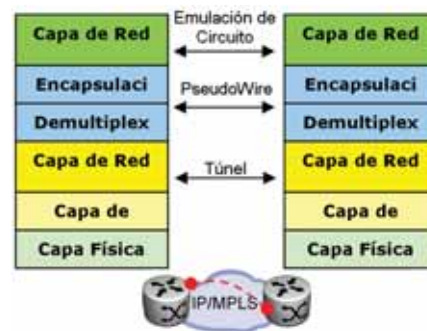 Emulación de
Circuito
Capa de Red
Capa de Red
Encapsulaci
PseudoWire
Encapsulaci
Demultiplex
Demultiplex
Capa de Red
Túnel
Capa de Red
Capa de
Capa de
Capa Física
Capa Física
IP/MPLS